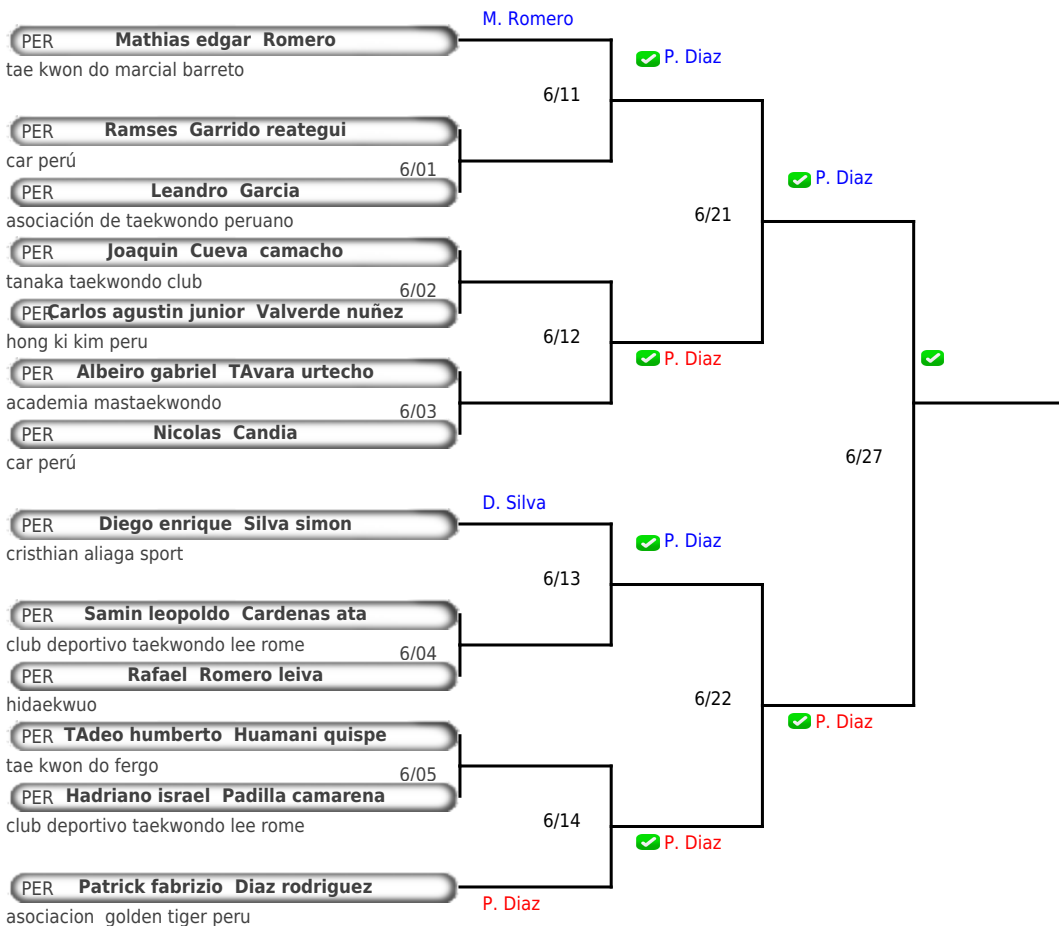 M. Romero
PER Mathias edgar  Romero
P. Diaz
tae kwon do marcial barreto
6/11
PER Ramses  Garrido reategui
car perú
6/01
P. Diaz
PER Leandro  Garcia
asociación de taekwondo peruano
6/21
PER Joaquin  Cueva  camacho
tanaka taekwondo club
6/02
PER Carlos agustin junior  Valverde nuñez
hong ki kim peru
6/12
P. Diaz
PER Albeiro gabriel  TAvara urtecho
academia mastaekwondo
6/03
PER Nicolas  Candia
car perú
6/27
D. Silva
PER Diego enrique  Silva simon
P. Diaz
cristhian aliaga sport
6/13
PER Samin leopoldo  Cardenas ata
club deportivo taekwondo lee rome
6/04
PER Rafael  Romero leiva
hidaekwuo
6/22
P. Diaz
PER TAdeo humberto  Huamani quispe
tae kwon do fergo
6/05
PER Hadriano israel  Padilla camarena
club deportivo taekwondo lee rome
6/14
P. Diaz
PER Patrick fabrizio  Diaz rodriguez
P. Diaz
asociacion  golden tiger peru